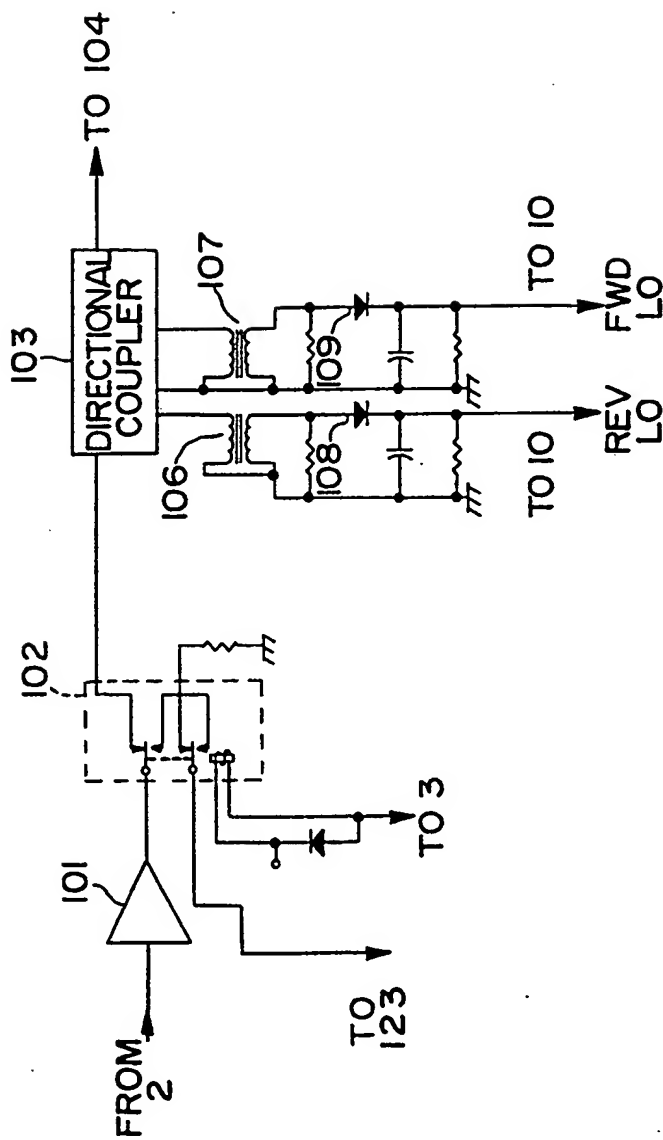 FROM
2
101
102
103
DIRECTIONAL
COUPLER
TO 104
TO
123
TO 3
106
107
108
109
TO 10
REV
LO
TO 10
FWD
LO